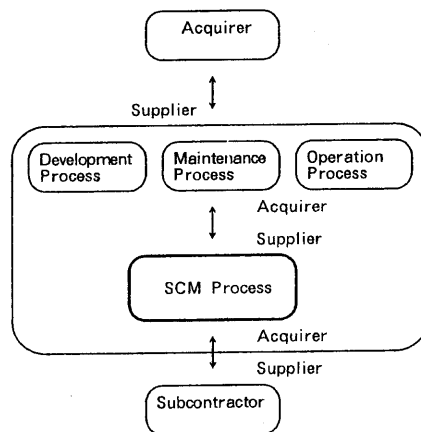 Acquirer
Supplier
Development
Process
Maintenance
Process
Operation
Process
Acquirer
Supplier
SCM Process
Acquirer
Supplier
Subcontractor